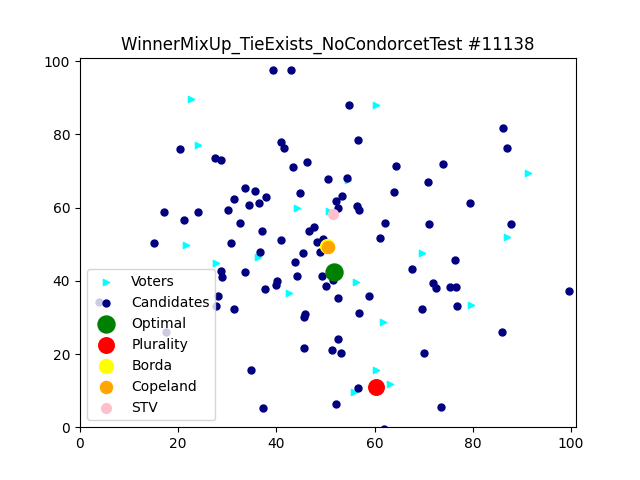 WinnerMixUp_TieExists_NoCondorcetTest #11138
100
80
60
40
20
0
Voters
Candidates
Optimal
Plurality
Borda
Copeland
STV
0 20 40 60 80 100